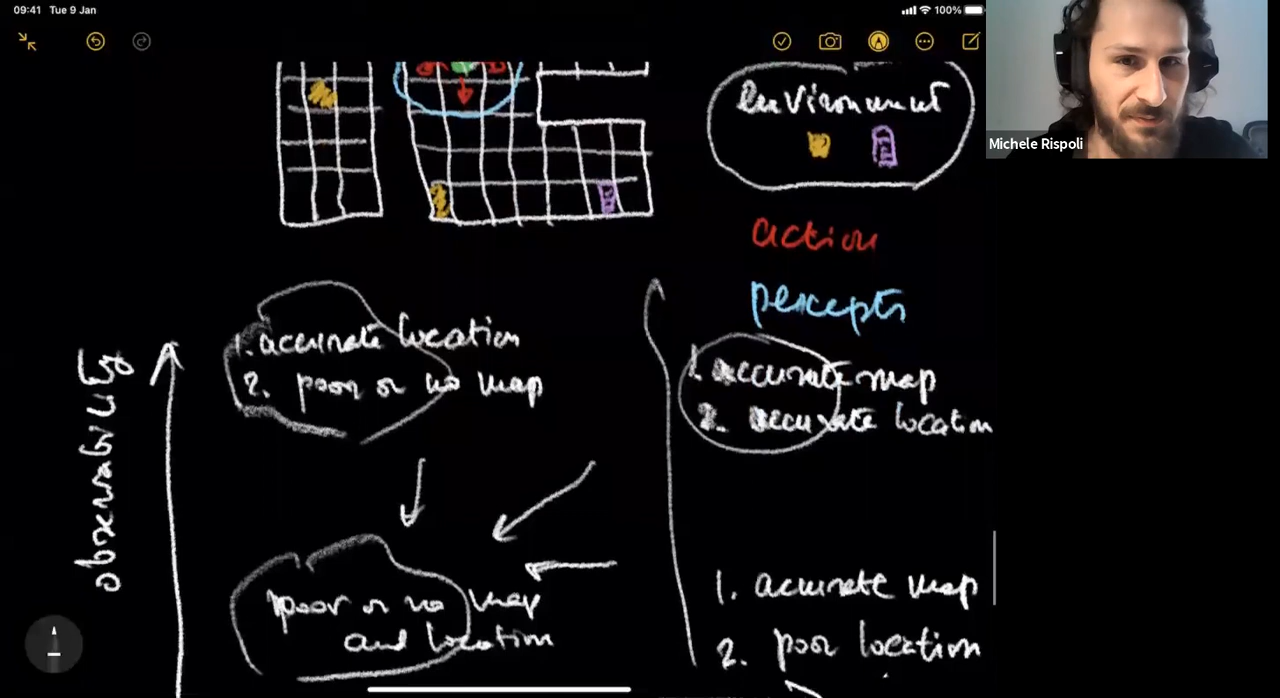 09:41 Tue 9 Jan
100%
Michele Rispoli
environment
action
percepts
observability
1. accurate location
2. poor or no map
1. accurate map
2. accurate location
poor or no map
and location
1. accurate map
2. poor location